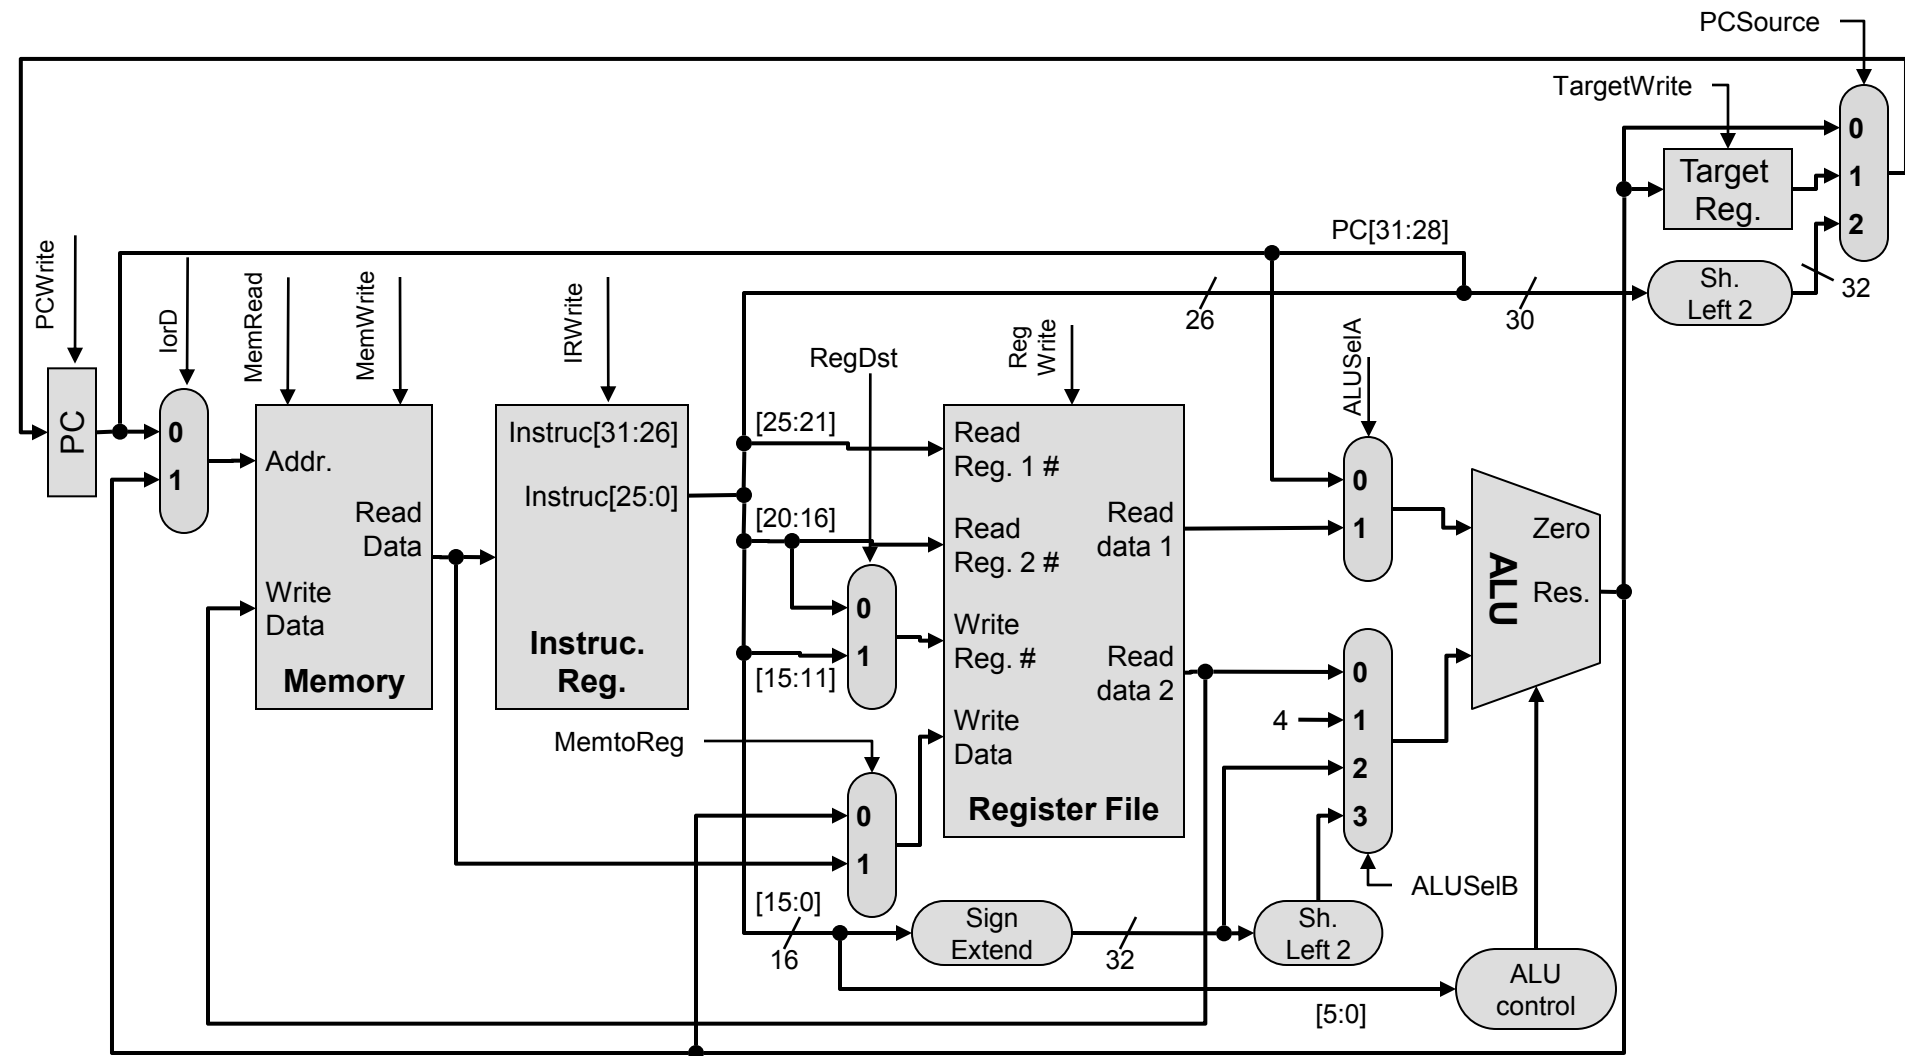 PCSource
TargetWrite
0
Target
Reg.
1
2
PC[31:28]
Sh.
Left 2
32
26
30
PCWrite
IorD
MemRead
MemWrite
IRWrite
RegDst
Reg
Write
ALUSelA
PC
0
1
Addr.
Read
Data
Write
Data
Memory
Instruc[31:26]
Instruc[25:0]
Instruc.
Reg.
[25:21]
[20:16]
[15:11]
0
1
Read
Reg. 1 #
Read
Reg. 2 #
Write
Reg. #
Write
Data
Read
data 1
Read
data 2
Register File
0
1
Zero
ALU
Res.
0
4
1
2
3
MemtoReg
0
1
ALUSelB
[15:0]
16
Sign
Extend
32
Sh.
Left 2
ALU
control
[5:0]